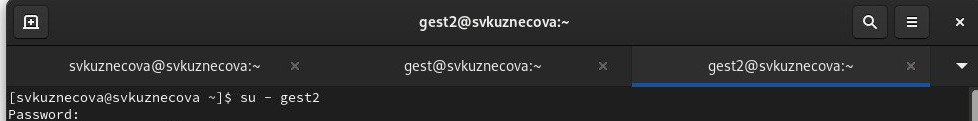 gest2@svkuznecova:~
svkuznecova@svkuznecova:~
gest@svkuznecova:~
gest2@svkuznecova:~
[svkuznecova@svkuznecova ~]$ su - gest2
Password: